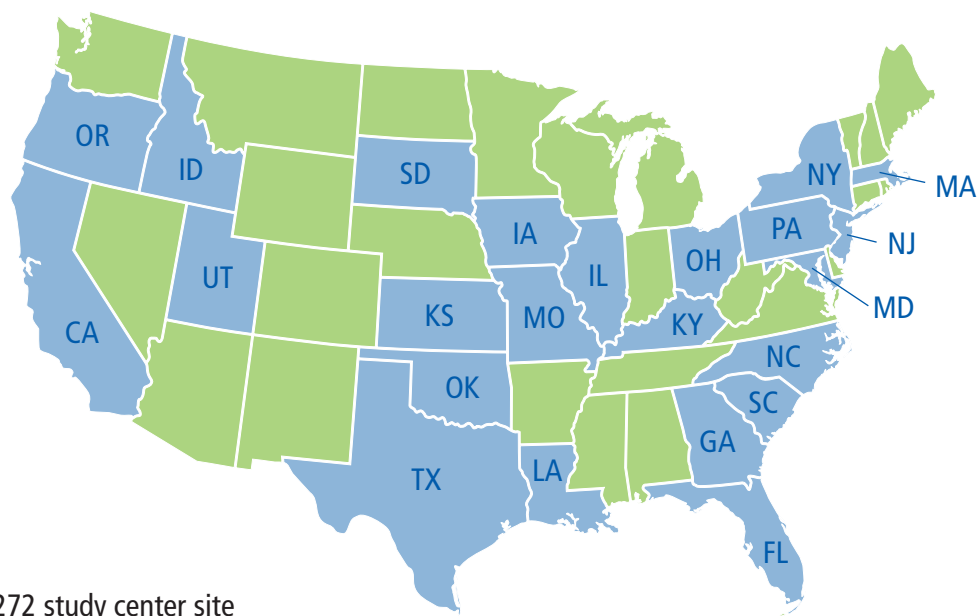 OR
ID
SD
NY
MA
IA
PA
NJ
UT
IL
OH
MD
CA
KS
MO
KY
NC
OK
SC
GA
TX
LA
FL
272 study center site